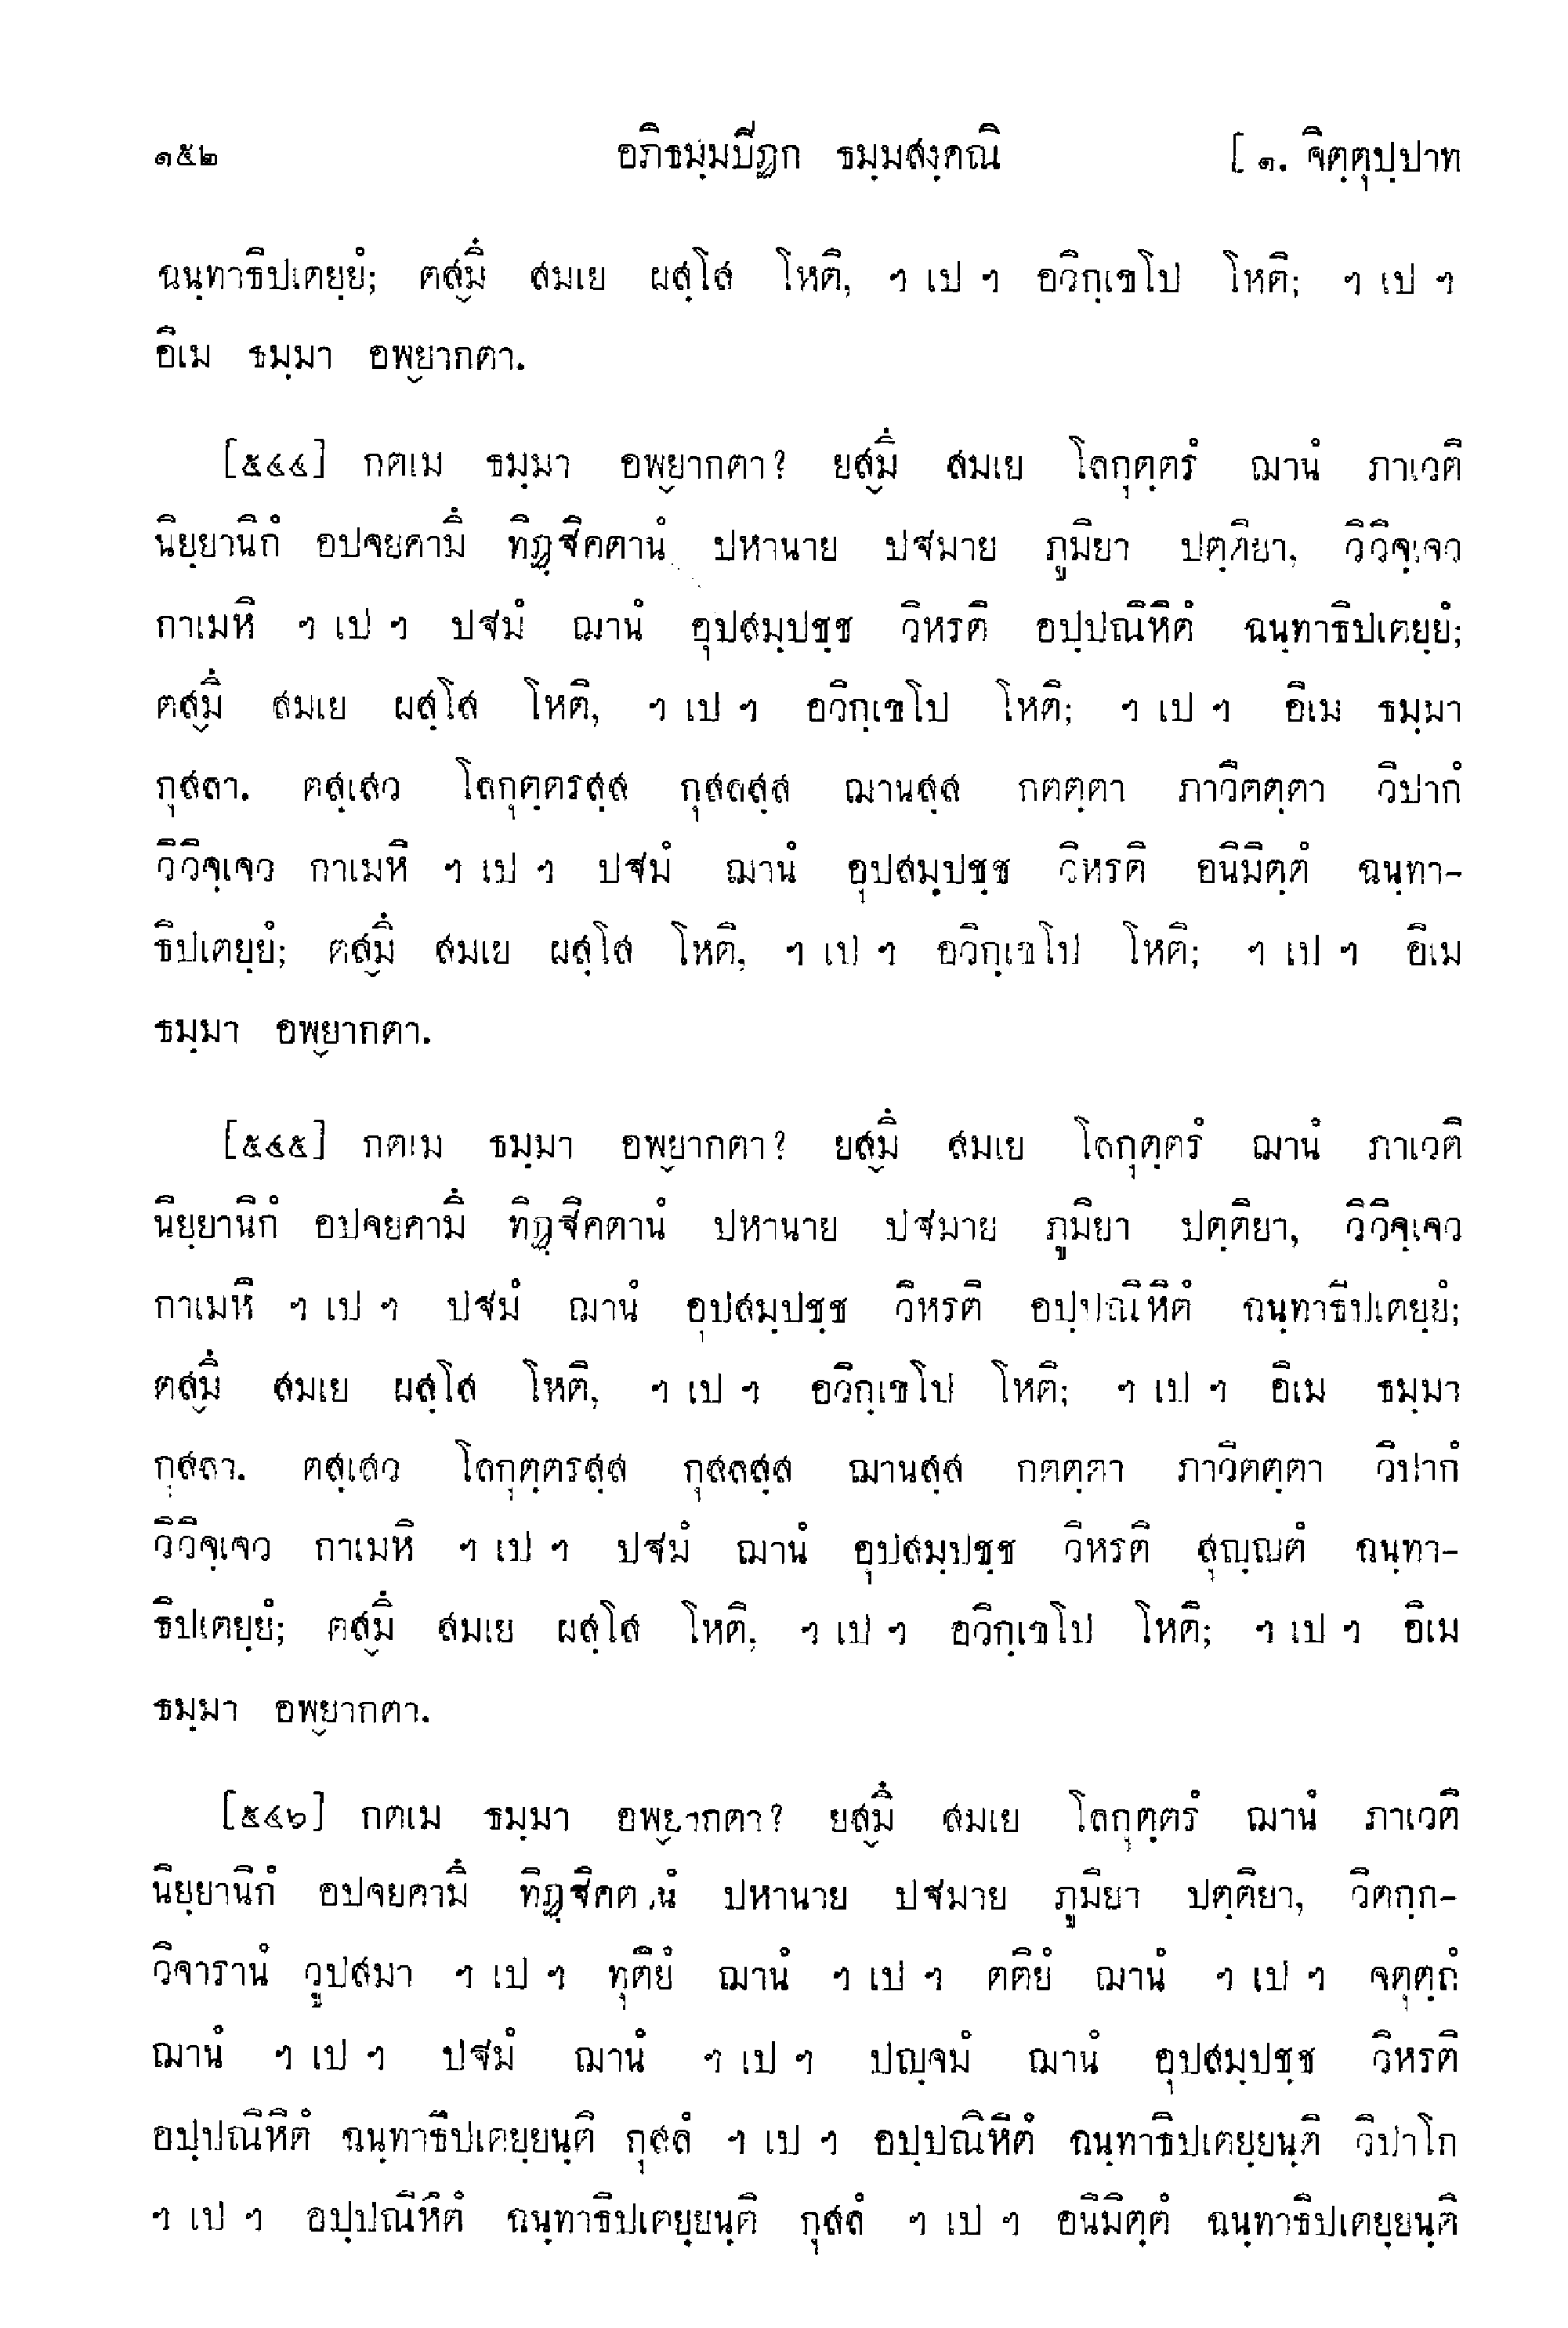 ๑๕๒ อภิธมฺมปิฏก ธมฺมสงฺคณิ [ ๑. จิตฺตุปฺปาท
ฉนฺทาธิปเตยฺยํ; ตส๎มึ สมเย ผสฺโส โหติ, ฯ เป ฯ อวิกฺเขโป โหติ; ฯ เป ฯ
อิเม ธมฺมา อพ๎ยากตา.
[๕๔๔] กตเม ธมฺมา อพ๎ยากตา? ยส๎มึ สมเย โลกุตฺตรํ ฌานํ ภาเวติ
นิยฺยานิกํ อปจยคามึ ทิฏฺฐิคตานํ ปหานาย ปฐมาย ภูมิยา ปตฺติยา, วิวิจฺเจว
กาเมหิ ฯ เป ฯ ปฐมํ ฌานํ อุปสมฺปชฺช วิหรติ อปฺปณิหิตํ ฉนฺทาธิปเตยฺยํ;
ตส๎มึ สมเย ผสฺโส โหติ, ฯ เป ฯ อวิกฺเขโป โหติ; ฯ เป ฯ อิเม ธมฺมา
กุสลา. ตสฺเสว โลกุตฺตรสฺส กุสลสฺส ฌานสฺส กตตฺตา ภาวิตตฺตา วิปากํ
วิวิจฺเจว กาเมหิ ฯ เป ฯ ปฐมํ ฌานํ อุปสมฺปชฺช วิหรติ อนิมิตฺตํ ฉนฺทา-
ธิปเตยฺยํ; ตส๎มึ สมเย ผสฺโส โหติ, ฯ เป ฯ อวิกฺเขโป โหติ; ฯ เป ฯ อิเม
ธมฺมา อพ๎ยากตา.
[๕๔๕] กตเม ธมฺมา อพ๎ยากตา? ยส๎มึ สมเย โลกุตฺตรํ ฌานํ ภาเวติ
นิยฺยานิกํ อปจยคามึ ทิฏฺฐิคตานํ ปหานาย ปฐมาย ภูมิยา ปตฺติยา, วิวิจฺเจว
กาเมหิ ฯ เป ฯ ปฐมํ ฌานํ อุปสมฺปชฺช วิหรติ อปฺปณิหิตํ ฉนฺทาธิปเตยฺยํ;
ตส๎มึ สมเย ผสฺโส โหติ, ฯ เป ฯ อวิกฺเขโป โหติ; ฯ เป ฯ อิเม ธมฺมา
กุสลา. ตสฺเสว โลกุตฺตรสฺส กุสลสฺส ฌานสฺส กตตฺตา ภาวิตตฺตา วิปากํ
วิวิจฺเจว กาเมหิ ฯ เป ฯ ปฐมํ ฌานํ อุปสมฺปชฺช วิหรติ สุญฺญตํ ฉนฺทา-
ธิปเตยฺยํ; ตส๎มึ สมเย ผสฺโส โหติ, ฯ เป ฯ อวิกฺเขโป โหติ; ฯ เป ฯ อิเม
ธมฺมา อพ๎ยากตา.
[๕๔๖] กตเม ธมฺมา อพ๎ยากตา? ยส๎มึ สมเย โลกุตฺตรํ ฌานํ ภาเวติ
นิยฺยานิกํ อปจยคามึ ทิฏฺฐิคตานํ ปหานาย ปฐมาย ภูมิยา ปตฺติยา, วิตกฺก-
วิจารานํ วูปสมา ฯ เป ฯ ทุติยํ ฌานํ ฯ เป ฯ ตติยํ ฌานํ ฯ เป ฯ จตุตฺถํ
ฌานํ ฯ เป ฯ ปฐมํ ฌานํ ฯ เป ฯ ปญฺจมํ ฌานํ อุปสมฺปชฺช วิหรติ
อปฺปณิหิตํ ฉนฺทาธิปเตยฺยนฺติ กุสลํ ฯ เป ฯ อปฺปณิหิตํ ฉนฺทาธิปเตยฺยนฺติ วิปาโก
ฯ เป ฯ อปฺปณิหิตํ ฉนฺทาธิปเตยฺยนฺติ กุสลํ ฯ เป ฯ อนิมิตฺตํ ฉนฺทาธิปเตยฺยนฺติ